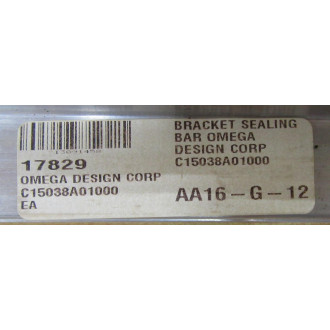 17829
OMEGA DESIGN CORP
C15038A01000
EA
BRACKET SEALING
BAR OMEGA
DESIGN CORP
C15038A01000
AA16-G-12